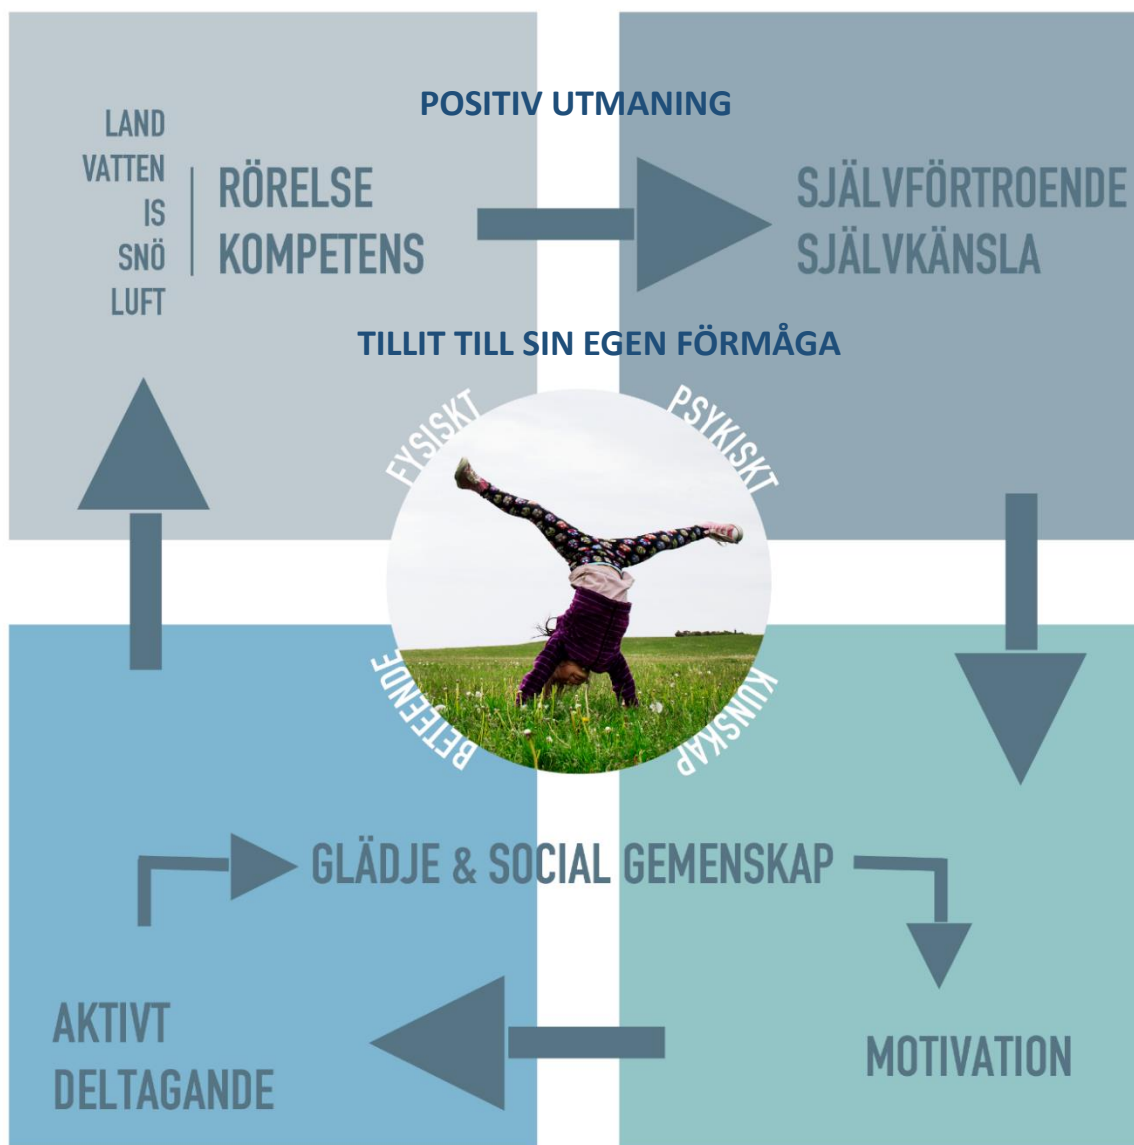 POSITIV UTMANING
LAND
VATTEN
IS
SNÖ
LUFT
RÖRELSE
KOMPETENS
SJÄLVFÖRTROENDE
SJÄLVKÄNSLA
TILLIT TILL SIN EGEN FÖRMÅGA
FYSISKT
PSYKISKT
BETEENDE
KUNSKAP
GLÄDJE & SOCIAL GEMENSKAP
AKTIVT
DELTAGANDE
MOTIVATION